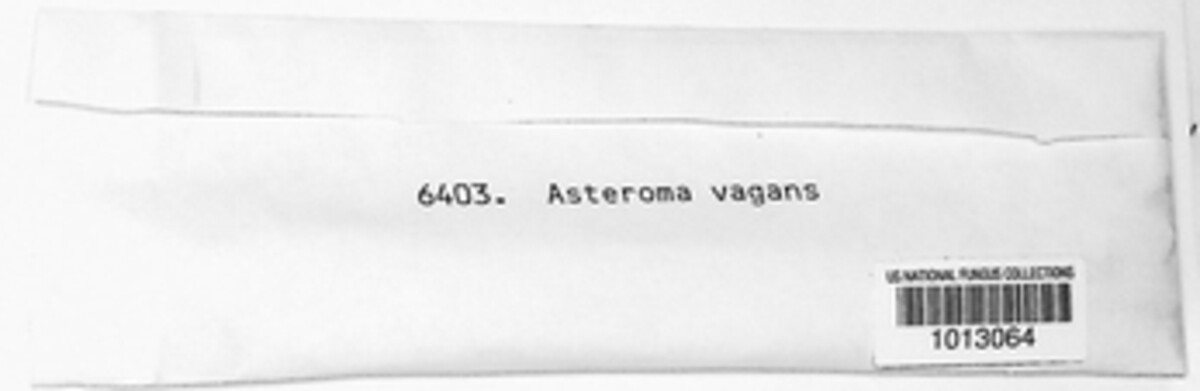 6403. Asteroma vagans
US NATIONAL FUNGUS COLLECTIONS
1013064